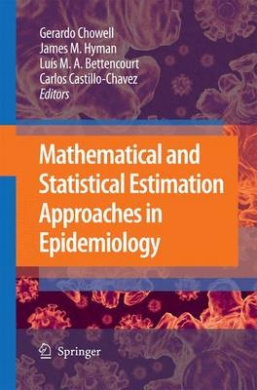 Gerardo Chowell
James M. Hyman
Luís M. A. Bettencourt
Carlos Castillo-Chavez
Editors
Mathematical and
Statistical Estimation
Approaches in
Epidemiology
Springer